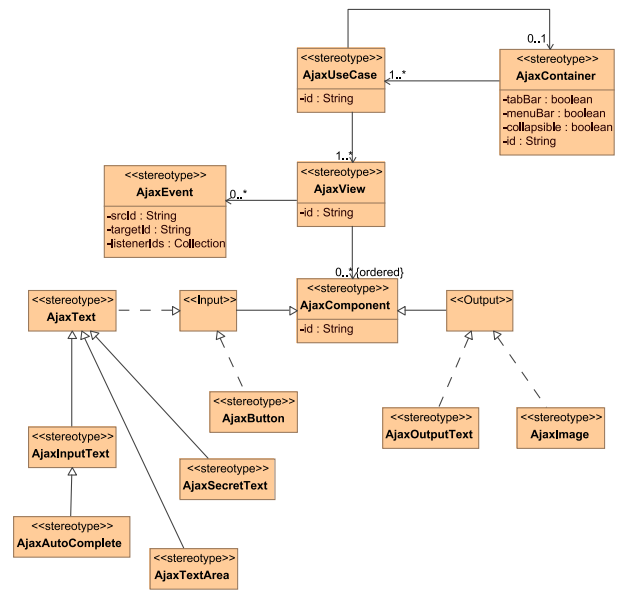 0..1
<<stereotype>>
AjaxUseCase
-id : String
1..*
<<stereotype>>
AjaxContainer
-tabBar : boolean
-menuBar : boolean
-collapsible : boolean
-id : String
1..*
<<stereotype>>
AjaxEvent
-srcId : String
-targetId : String
-listenerIds : Collection
0..*
<<stereotype>>
AjaxView
-id : String
0..* {ordered}
<<stereotype>>
AjaxText
<<Input>>
<<stereotype>>
AjaxComponent
-id : String
<<Output>>
<<stereotype>>
AjaxButton
<<stereotype>>
AjaxOutputText
<<stereotype>>
AjaxImage
<<stereotype>>
AjaxInputText
<<stereotype>>
AjaxSecretText
<<stereotype>>
AjaxAutoComplete
<<stereotype>>
AjaxTextArea